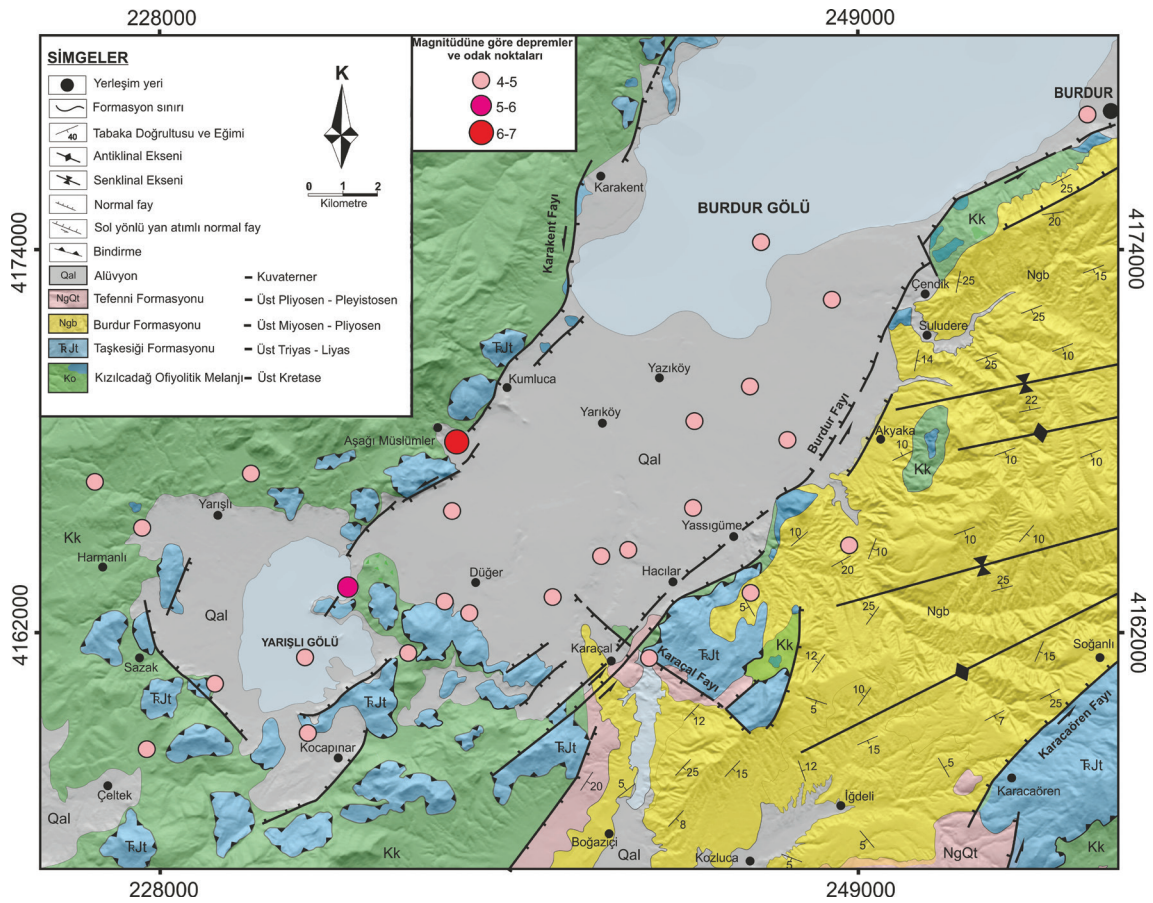 228000
249000
SİMGELER
Yerleşim yeri
Formasyon sınırı
40
Tabaka Doğrultusu ve Eğimi
Antiklinal Ekseni
Senklinal Ekseni
Normal fay
Sol yönlü yan atımlı normal fay
Bindirme
Qal
Alüvyon
Kuvaterner
NgQt
Tefenni Formasyonu
Üst Pliyosen - Pleyistosen
Ngb
Burdur Formasyonu
Üst Miyosen - Pliyosen
TRJt
Taşkesiği Formasyonu
Üst Triyas - Liyas
Ko
Kızılcadağ Ofiyolitik Melanjı
Üst Kretase
K
0 1 2
Kilometre
Magnitüdüne göre depremler
ve odak noktaları
4-5
5-6
6-7
BURDUR
Karakent
BURDUR GÖLÜ
Karakent Fayı
4174000
4174000
Kk
25
20
Ngb
15
25
Çendik
25
Suludere
14
10
TRJt
Kumluca
Yazıköy
22
Yarıköy
Burdur Fayı
Aşağı Müslümler
Akyaka
10
10
10
Qal
Kk
Yarışlı
Kk
Harmanlı
Yassıgüme
10
10
10
20
25
Düğer
Hacılar
Qal
5
Ngb
4162000
4162000
YARIŞLI GÖLÜ
Karaçal
Kk
Soğanlı
Sazak
TRJt
Karaçal Fayı
12
15
TRJt
TRJt
10
25
5
12
7
Karacaören Fayı
Kocapınar
TRJt
15
5
TRJt
12
25
15
20
5
Karacaören
Çeltek
İğdeli
Qal
8
Boğaziçi
TRJt
Kk
Qal
Kozluca
5
5
NgQt
Kk
228000
249000